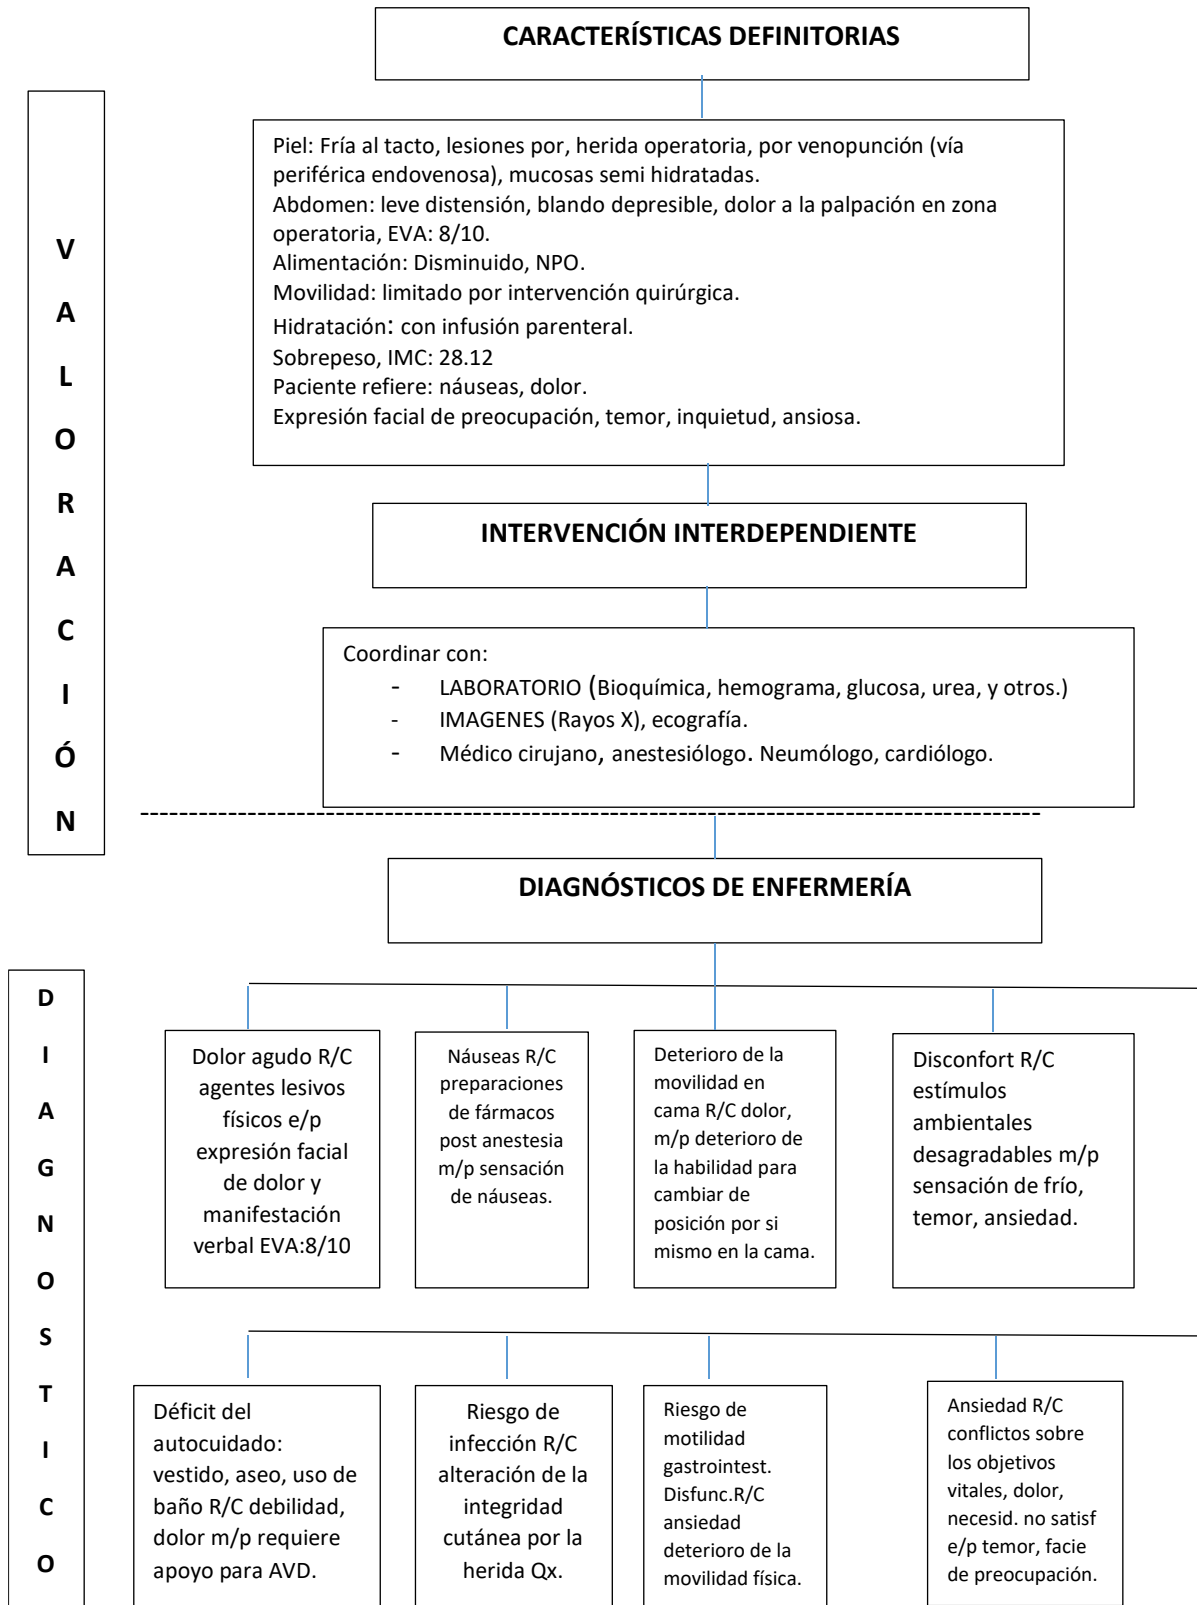 CARACTERÍSTICAS DEFINITORIAS
VALORACIÓN
Piel: Fría al tacto, lesiones por, herida operatoria, por venopunción (vía
periférica endovenosa), mucosas semi hidratadas.
Abdomen: leve distensión, blando depresible, dolor a la palpación en zona
operatoria, EVA: 8/10.
Alimentación: Disminuido, NPO.
Movilidad: limitado por intervención quirúrgica.
Hidratación: con infusión parenteral.
Sobrepeso, IMC: 28.12
Paciente refiere: náuseas, dolor.
Expresión facial de preocupación, temor, inquietud, ansiosa.
INTERVENCIÓN INTERDEPENDIENTE
Coordinar con:
- LABORATORIO (Bioquímica, hemograma, glucosa, urea, y otros.)
- IMAGENES (Rayos X), ecografía.
- Médico cirujano, anestesiólogo. Neumólogo, cardiólogo.
DIAGNÓSTICOS DE ENFERMERÍA
DIAGNOSTICO
Dolor agudo R/C
agentes lesivos
físicos e/p
expresión facial
de dolor y
manifestación
verbal EVA:8/10
Náuseas R/C
preparaciones
de fármacos
post anestesia
m/p sensación
de náuseas.
Deterioro de la
movilidad en
cama R/C dolor,
m/p deterioro de
la habilidad para
cambiar de
posición por si
mismo en la cama.
Disconfort R/C
estímulos
ambientales
desagradables m/p
sensación de frío,
temor, ansiedad.
Déficit del
autocuidado:
vestido, aseo, uso de
baño R/C debilidad,
dolor m/p requiere
apoyo para AVD.
Riesgo de
infección R/C
alteración de la
integridad
cutánea por la
herida Qx.
Riesgo de
motilidad
gastrointest.
Disfunc.R/C
ansiedad
deterioro de la
movilidad física.
Ansiedad R/C
conflictos sobre
los objetivos
vitales, dolor,
necesid. no satisf
e/p temor, facie
de preocupación.